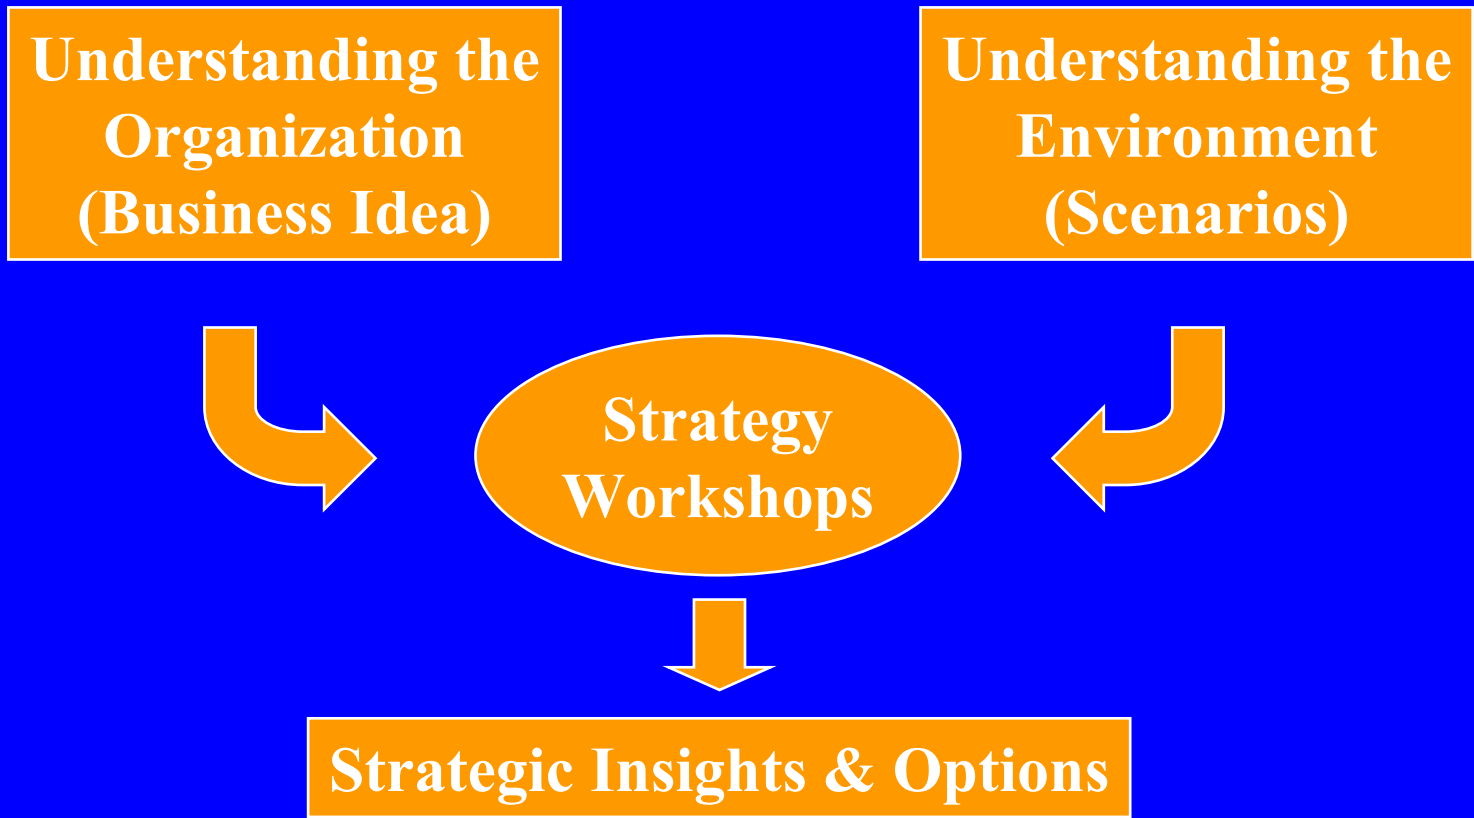 Understanding the
Organization
(Business Idea)
Understanding the
Environment
(Scenarios)
Strategy
Workshops
Strategic Insights & Options